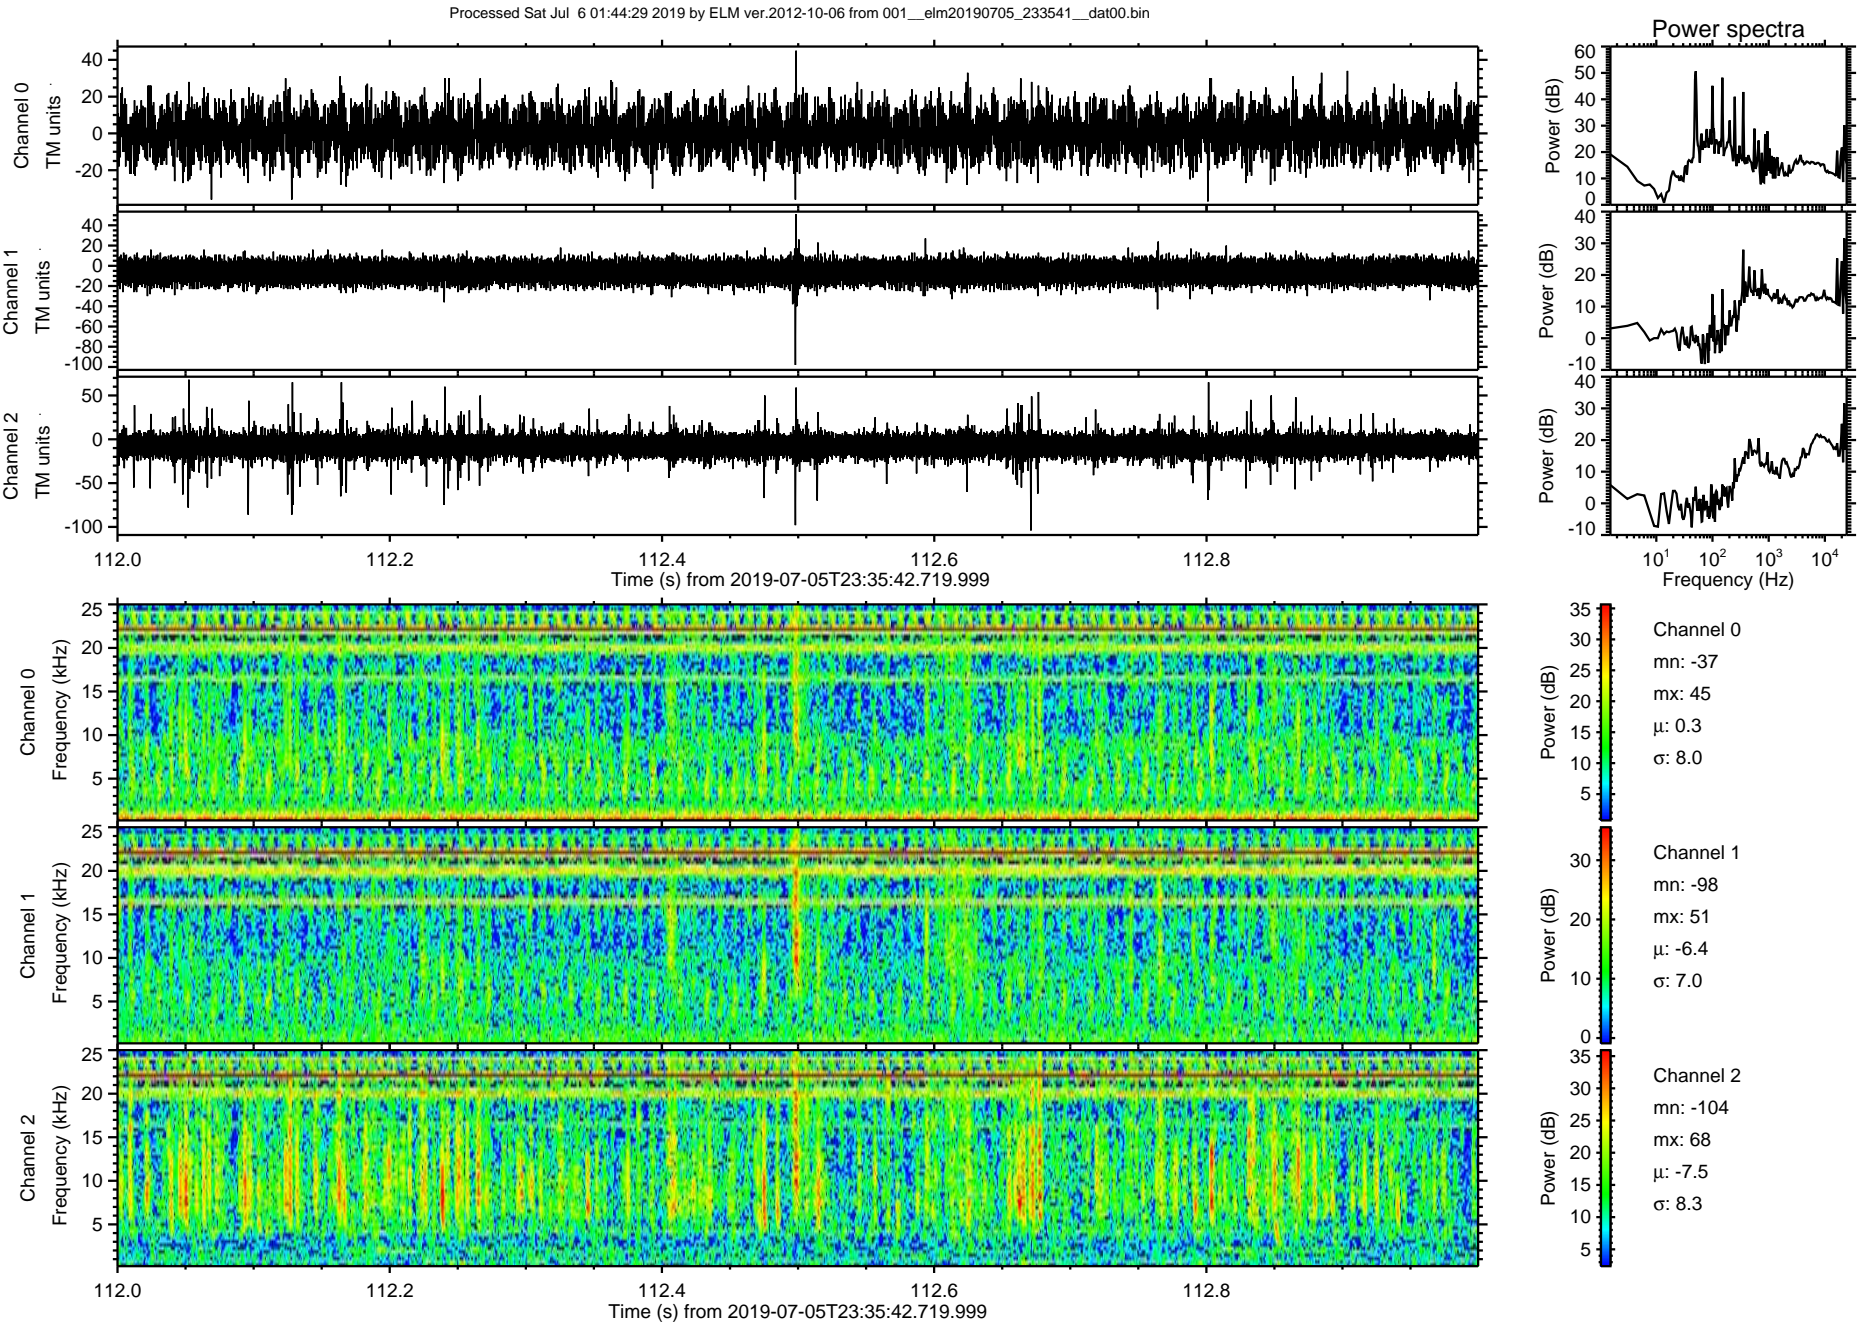 Processed Sat Jul 6 01:44:29 2019 by ELM ver.2012-10-06 from 001__elm20190705_233541__dat00.bin
Power spectra
Channel 0
TM units
40
20
0
-20
Power (dB)
60
50
40
30
20
10
0
Channel 1
TM units
40
20
0
-20
-40
-60
-80
-100
Power (dB)
40
30
20
10
0
-10
Channel 2
TM units
50
0
-50
-100
Power (dB)
40
30
20
10
0
-10
112.0 112.2 112.4 112.6 112.8
Time (s) from 2019-07-05T23:35:42.719.999
10^1 10^2 10^3 10^4
Frequency (Hz)
Channel 0
Frequency (kHz)
25
20
15
10
5
Power (dB)
35
30
25
20
15
10
5
Channel 0
mn: -37
mx: 45
μ: 0.3
σ: 8.0
Channel 1
Frequency (kHz)
25
20
15
10
5
Power (dB)
30
20
10
0
Channel 1
mn: -98
mx: 51
μ: -6.4
σ: 7.0
Channel 2
Frequency (kHz)
25
20
15
10
5
Power (dB)
35
30
25
20
15
10
5
Channel 2
mn: -104
mx: 68
μ: -7.5
σ: 8.3
112.0 112.2 112.4 112.6 112.8
Time (s) from 2019-07-05T23:35:42.719.999